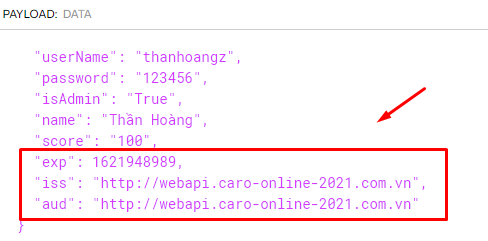 PAYLOAD: DATA
"userName": "thanhoangz",
"password": "123456",
"isAdmin": "True",
"name": "Thần Hoàng",
"score": "100",
"exp": 1621948989,
"iss": "http://webapi.caro-online-2021.com.vn",
"aud": "http://webapi.caro-online-2021.com.vn"
}